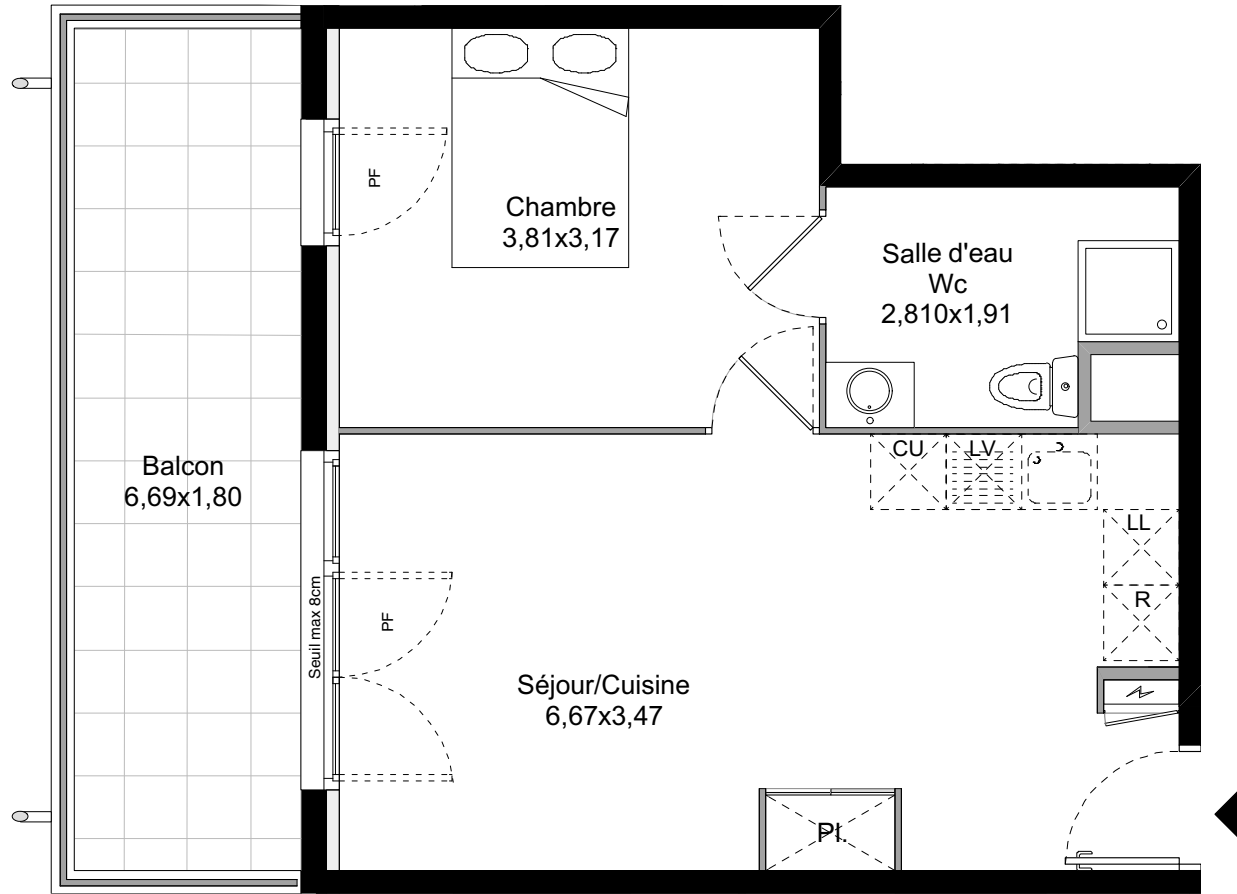 PF
Chambre
3,81x3,17
Salle d'eau
Wc
2,810x1,91
Balcon
6,69x1,80
CU
LV
LL
R
Seuil max 8cm
PF
Séjour/Cuisine
6,67x3,47
Pl.